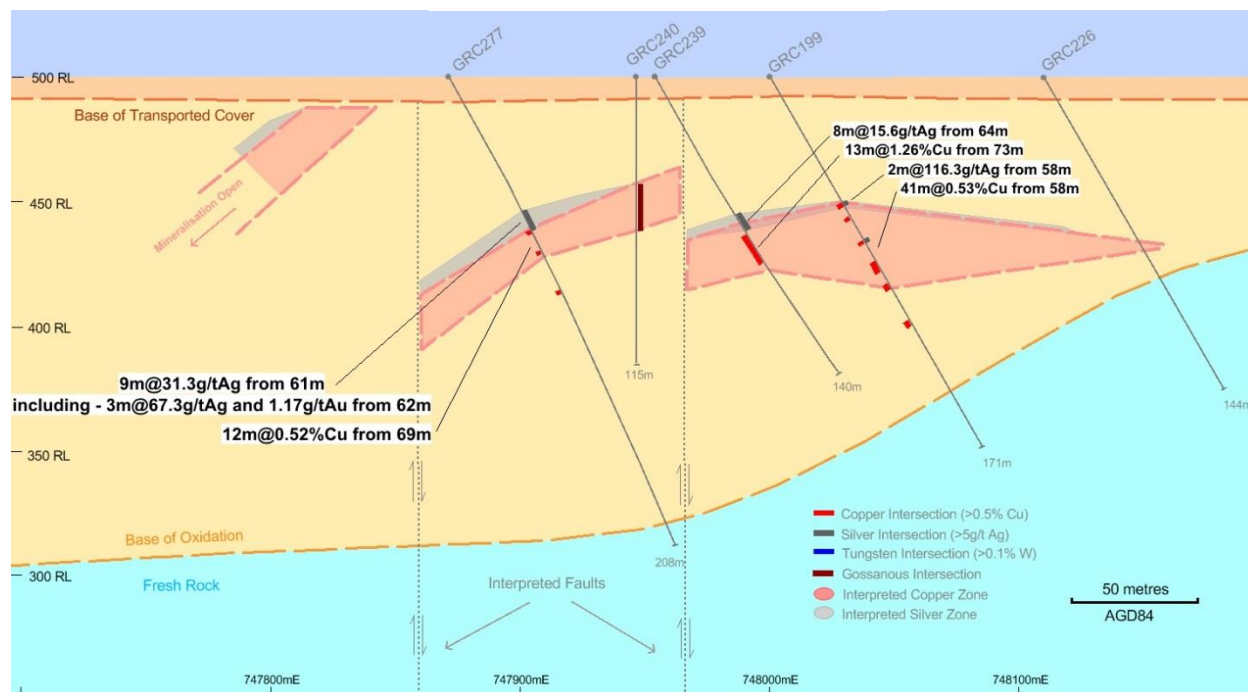 GRC277
GRC240
GRC239
GRC199
GRC226
500 RL
Base of Transported Cover
8m@15.6g/tAg from 64m
13m@1.26%Cu from 73m
2m@116.3g/tAg from 58m
41m@0.53%Cu from 58m
450 RL
Mineralisation Open
400 RL
115m
140m
9m@31.3g/tAg from 61m
including - 3m@67.3g/tAg and 1.17g/tAu from 62m
144m
12m@0.52%Cu from 69m
350 RL
171m
Copper Intersection (>0.5% Cu)
Silver Intersection (>5g/t Ag)
Base of Oxidation
Tungsten Intersection (>0.1% W)
208m
300 RL
Fresh Rock
Interpreted Faults
Gossanous Intersection
Interpreted Copper Zone
Interpreted Silver Zone
50 metres
AGD84
747800mE
747900mE
748000mE
748100mE